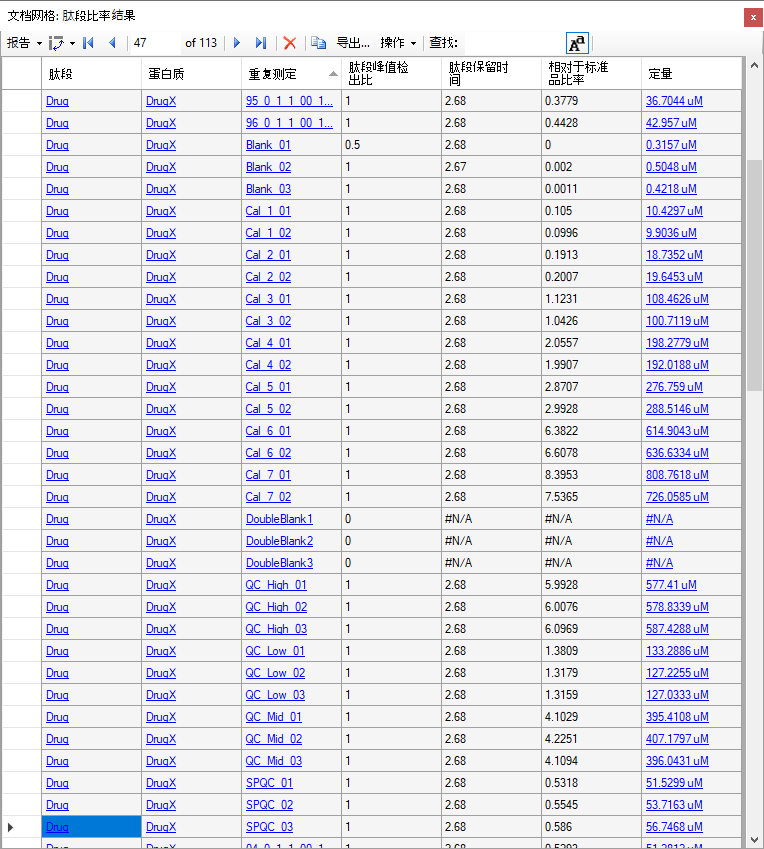 文档网格: 肽段比率结果
报告 47 of 113 导出... 操作 查找: Aa
肽段 蛋白质 重复测定 肽段峰值检出比 肽段保留时间 相对于标准品比率 定量
Drug DrugX 95_0_1_1_00_1... 1 2.68 0.3779 36.7044 uM
Drug DrugX 96_0_1_1_00_1... 1 2.68 0.4428 42.957 uM
Drug DrugX Blank_01 0.5 2.68 0 0.3157 uM
Drug DrugX Blank_02 1 2.67 0.002 0.5048 uM
Drug DrugX Blank_03 1 2.68 0.0011 0.4218 uM
Drug DrugX Cal_1_01 1 2.68 0.105 10.4297 uM
Drug DrugX Cal_1_02 1 2.68 0.0996 9.9036 uM
Drug DrugX Cal_2_01 1 2.68 0.1913 18.7352 uM
Drug DrugX Cal_2_02 1 2.68 0.2007 19.6453 uM
Drug DrugX Cal_3_01 1 2.68 1.1231 108.4626 uM
Drug DrugX Cal_3_02 1 2.68 1.0426 100.7119 uM
Drug DrugX Cal_4_01 1 2.68 2.0557 198.2779 uM
Drug DrugX Cal_4_02 1 2.68 1.9907 192.0188 uM
Drug DrugX Cal_5_01 1 2.68 2.8707 276.759 uM
Drug DrugX Cal_5_02 1 2.68 2.9928 288.5146 uM
Drug DrugX Cal_6_01 1 2.68 6.3822 614.9043 uM
Drug DrugX Cal_6_02 1 2.68 6.6078 636.6334 uM
Drug DrugX Cal_7_01 1 2.68 8.3953 808.7618 uM
Drug DrugX Cal_7_02 1 2.68 7.5365 726.0585 uM
Drug DrugX DoubleBlank1 0 #N/A #N/A #N/A
Drug DrugX DoubleBlank2 0 #N/A #N/A #N/A
Drug DrugX DoubleBlank3 0 #N/A #N/A #N/A
Drug DrugX QC_High_01 1 2.68 5.9928 577.41 uM
Drug DrugX QC_High_02 1 2.68 6.0076 578.8339 uM
Drug DrugX QC_High_03 1 2.68 6.0969 587.4288 uM
Drug DrugX QC_Low_01 1 2.68 1.3809 133.2886 uM
Drug DrugX QC_Low_02 1 2.68 1.3179 127.2255 uM
Drug DrugX QC_Low_03 1 2.68 1.3159 127.0333 uM
Drug DrugX QC_Mid_01 1 2.68 4.1029 395.4108 uM
Drug DrugX QC_Mid_02 1 2.68 4.2251 407.1797 uM
Drug DrugX QC_Mid_03 1 2.68 4.1094 396.0431 uM
Drug DrugX SPQC_01 1 2.68 0.5318 51.5299 uM
Drug DrugX SPQC_02 1 2.68 0.5545 53.7163 uM
Drug DrugX SPQC_03 1 2.68 0.586 56.7468 uM